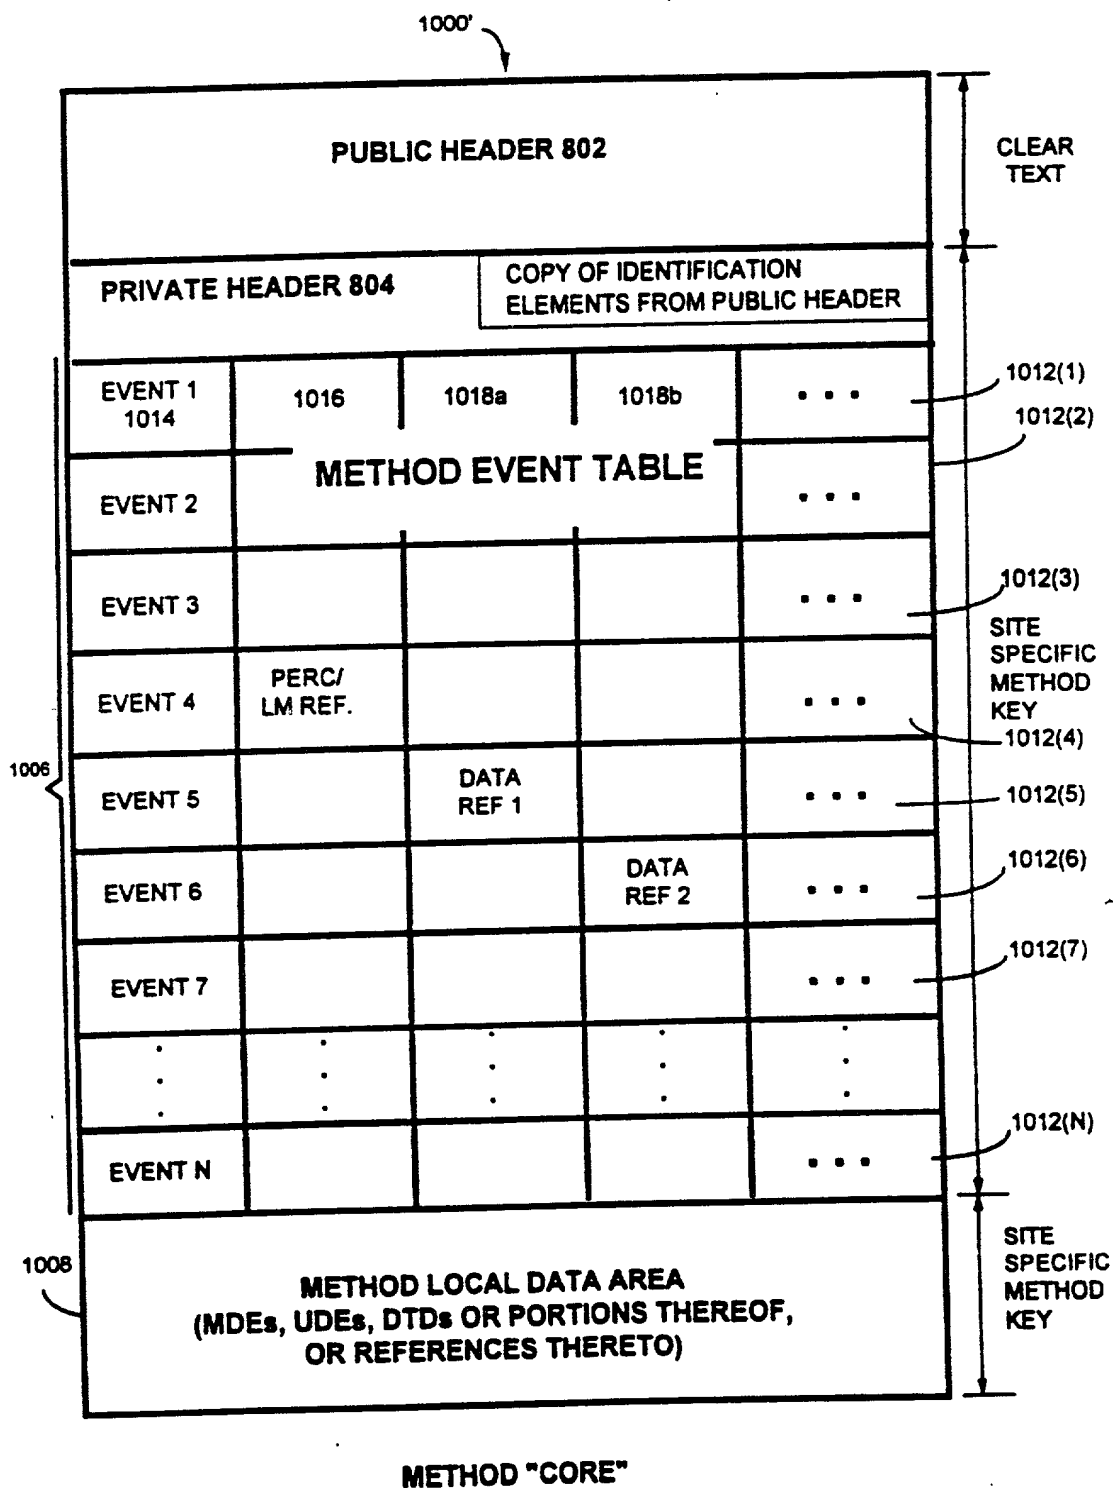 1000'
PUBLIC HEADER 802
CLEAR
TEXT
PRIVATE HEADER 804
COPY OF IDENTIFICATION
ELEMENTS FROM PUBLIC HEADER
EVENT 1
1014
1016
1018a
1018b
. . .
1012(1)
1012(2)
METHOD EVENT TABLE
EVENT 2
. . .
EVENT 3
. . .
1012(3)
SITE
SPECIFIC
METHOD
KEY
EVENT 4
PERC/
LM REF.
. . .
1012(4)
1006
EVENT 5
DATA
REF 1
. . .
1012(5)
EVENT 6
DATA
REF 2
. . .
1012(6)
EVENT 7
. . .
1012(7)
EVENT N
. . .
1012(N)
1008
METHOD LOCAL DATA AREA
(MDEs, UDEs, DTDs OR PORTIONS THEREOF,
OR REFERENCES THERETO)
SITE
SPECIFIC
METHOD
KEY
METHOD "CORE"